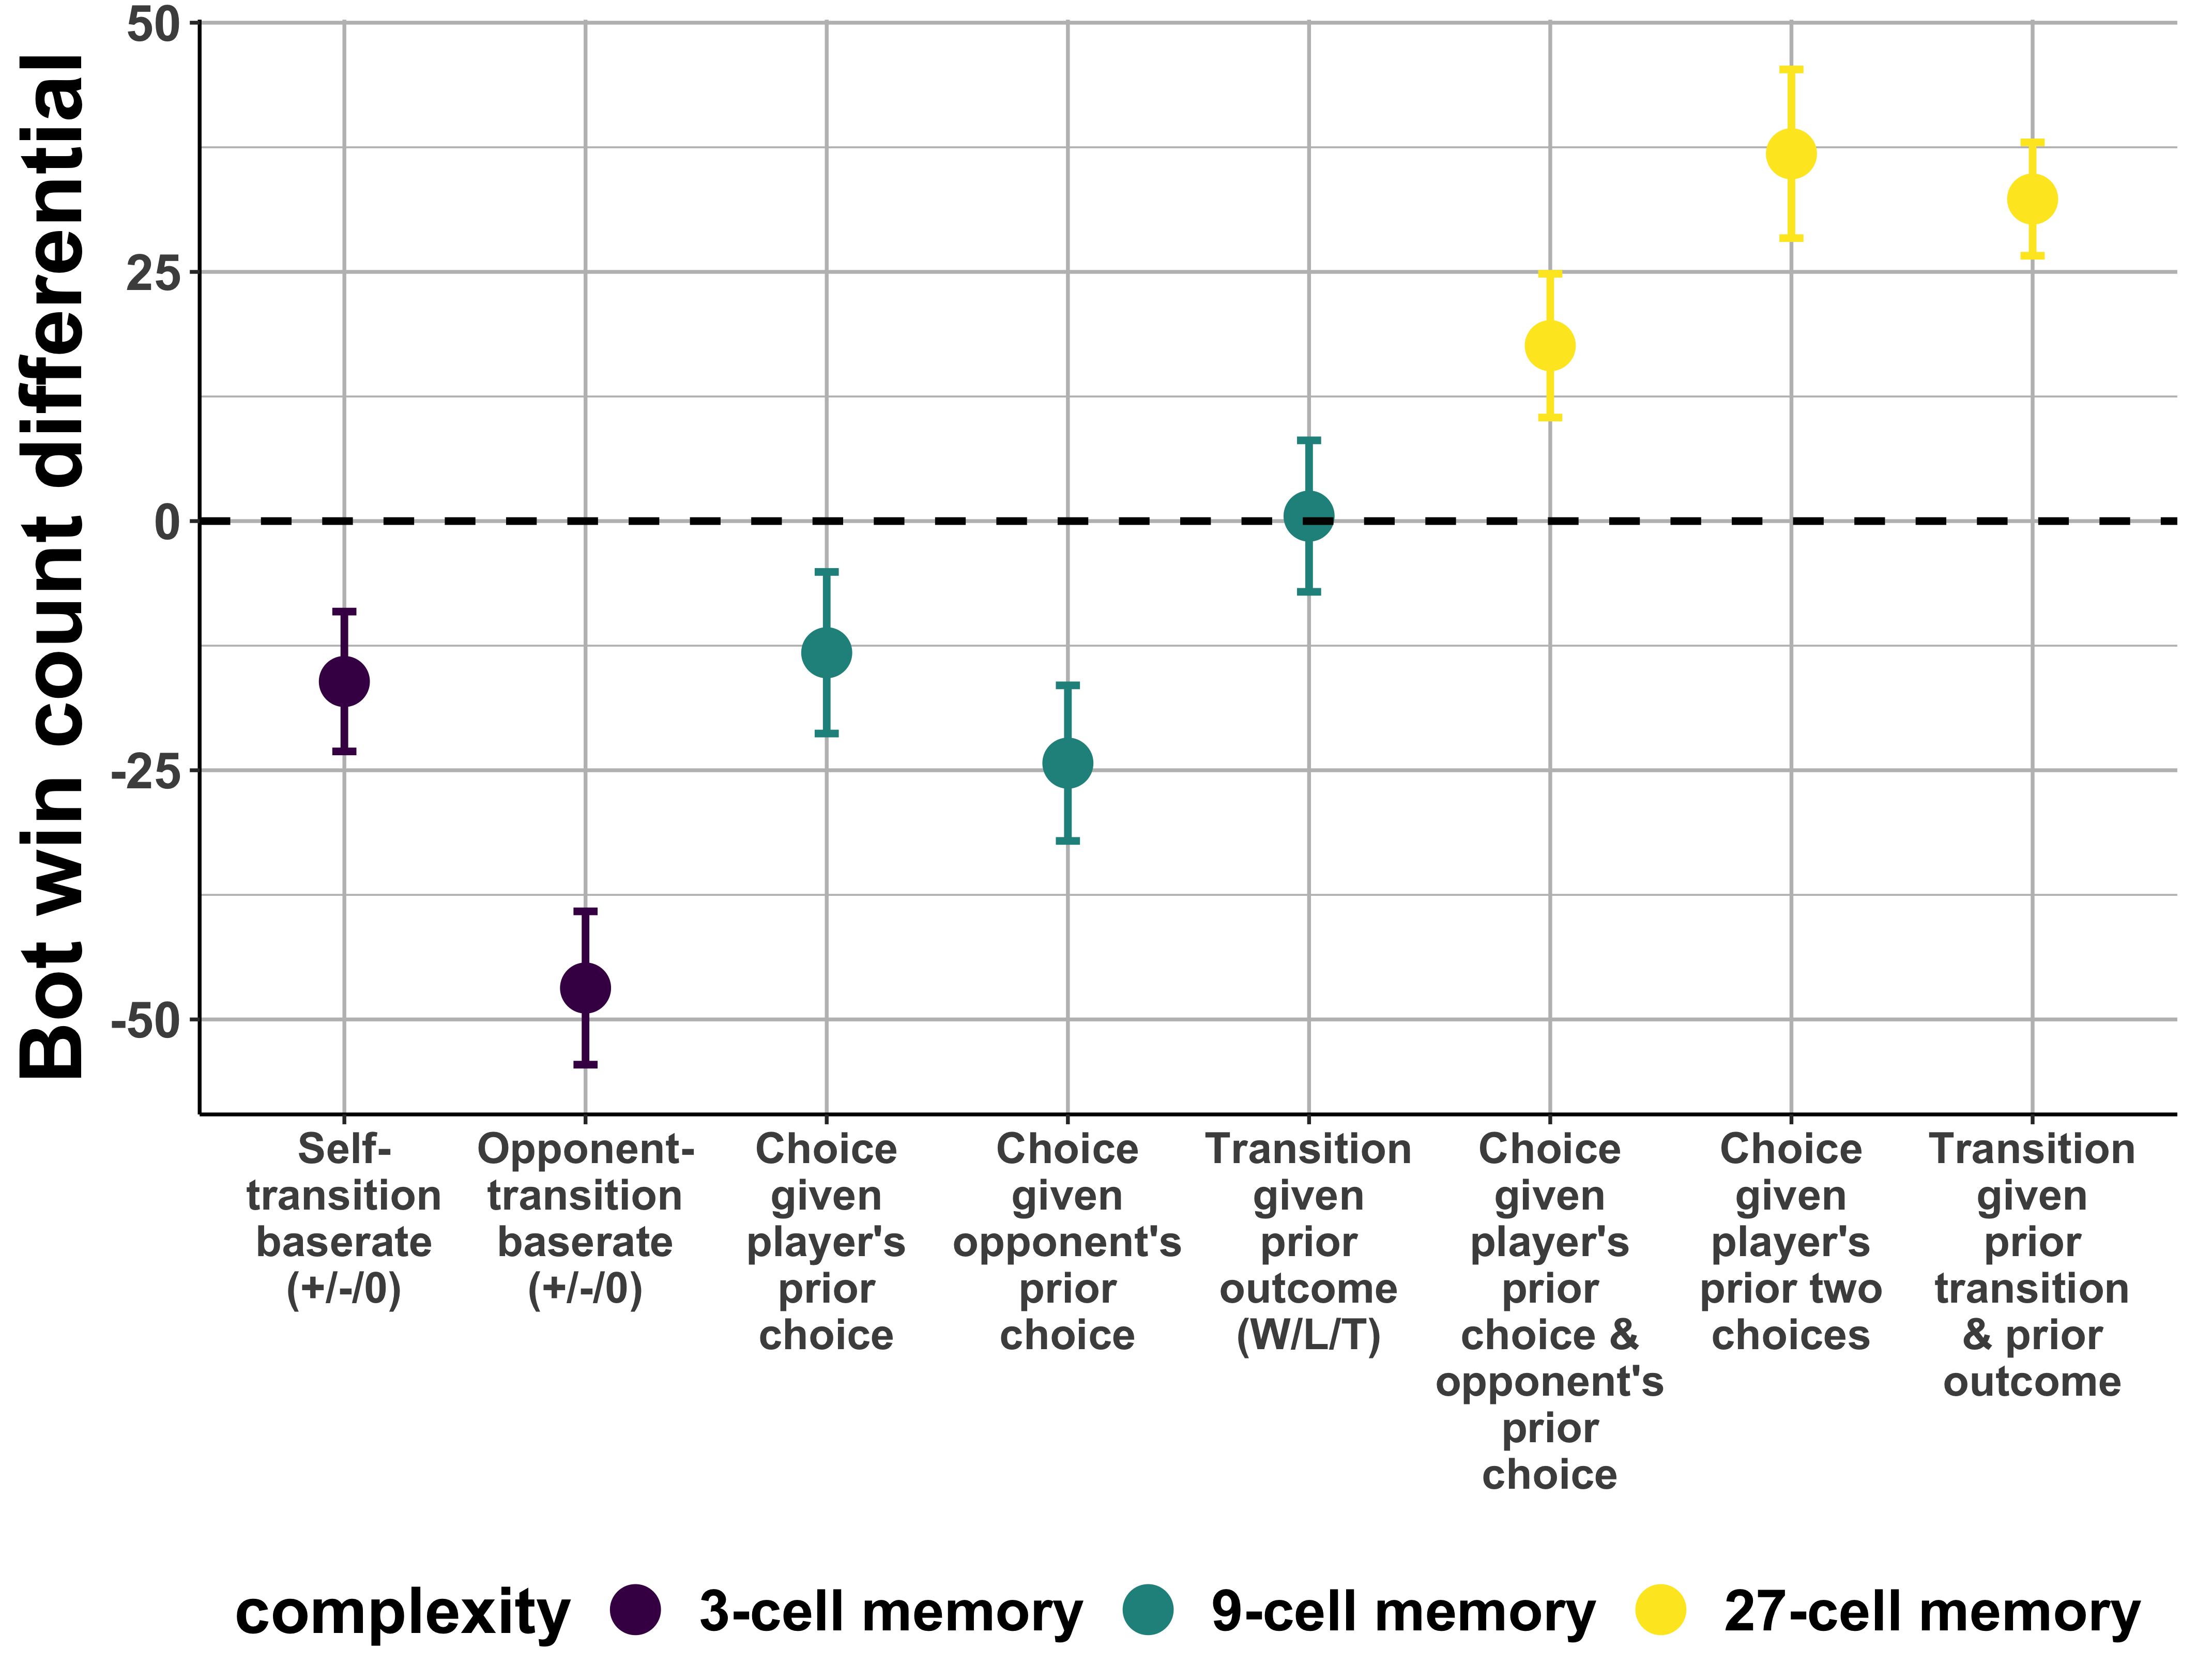 Bot win count differential
50
25
0
-25
-50
Self-
transition
baserate
(+/-/0)
Opponent-
transition
baserate
(+/-/0)
Choice
given
player's
prior
choice
Choice
given
opponent's
prior
choice
Transition
given
prior
outcome
(W/L/T)
Choice
given
player's
prior
choice &
opponent's
prior
choice
Choice
given
player's
prior two
choices
Transition
given
prior
transition
& prior
outcome
complexity 3-cell memory 9-cell memory 27-cell memory